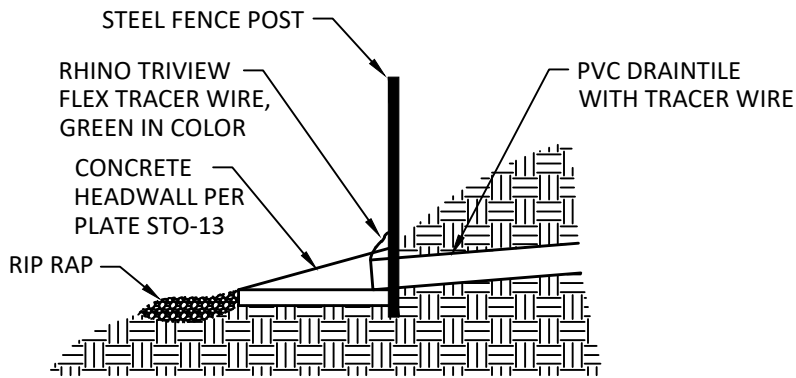 STEEL FENCE POST
RHINO TRIVIEW
FLEX TRACER WIRE,
GREEN IN COLOR
PVC DRAINTILE
WITH TRACER WIRE
CONCRETE
HEADWALL PER
PLATE STO-13
RIP RAP